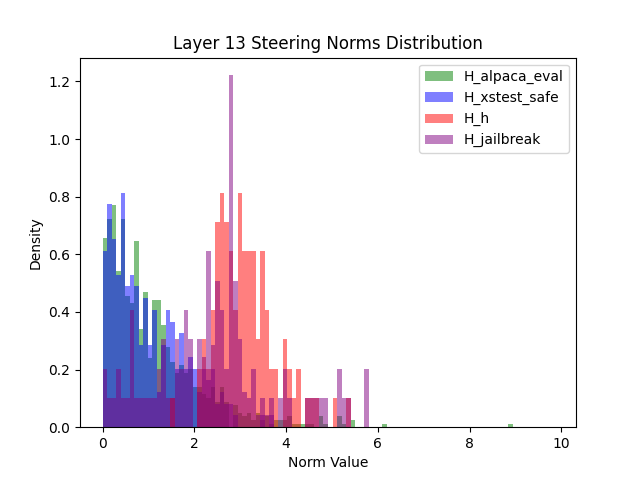 Layer 13 Steering Norms Distribution
H_alpaca_eval
H_xstest_safe
H_h
H_jailbreak
1.2
1.0
0.8
0.6
0.4
0.2
0.0
Density
0 2 4 6 8 10
Norm Value